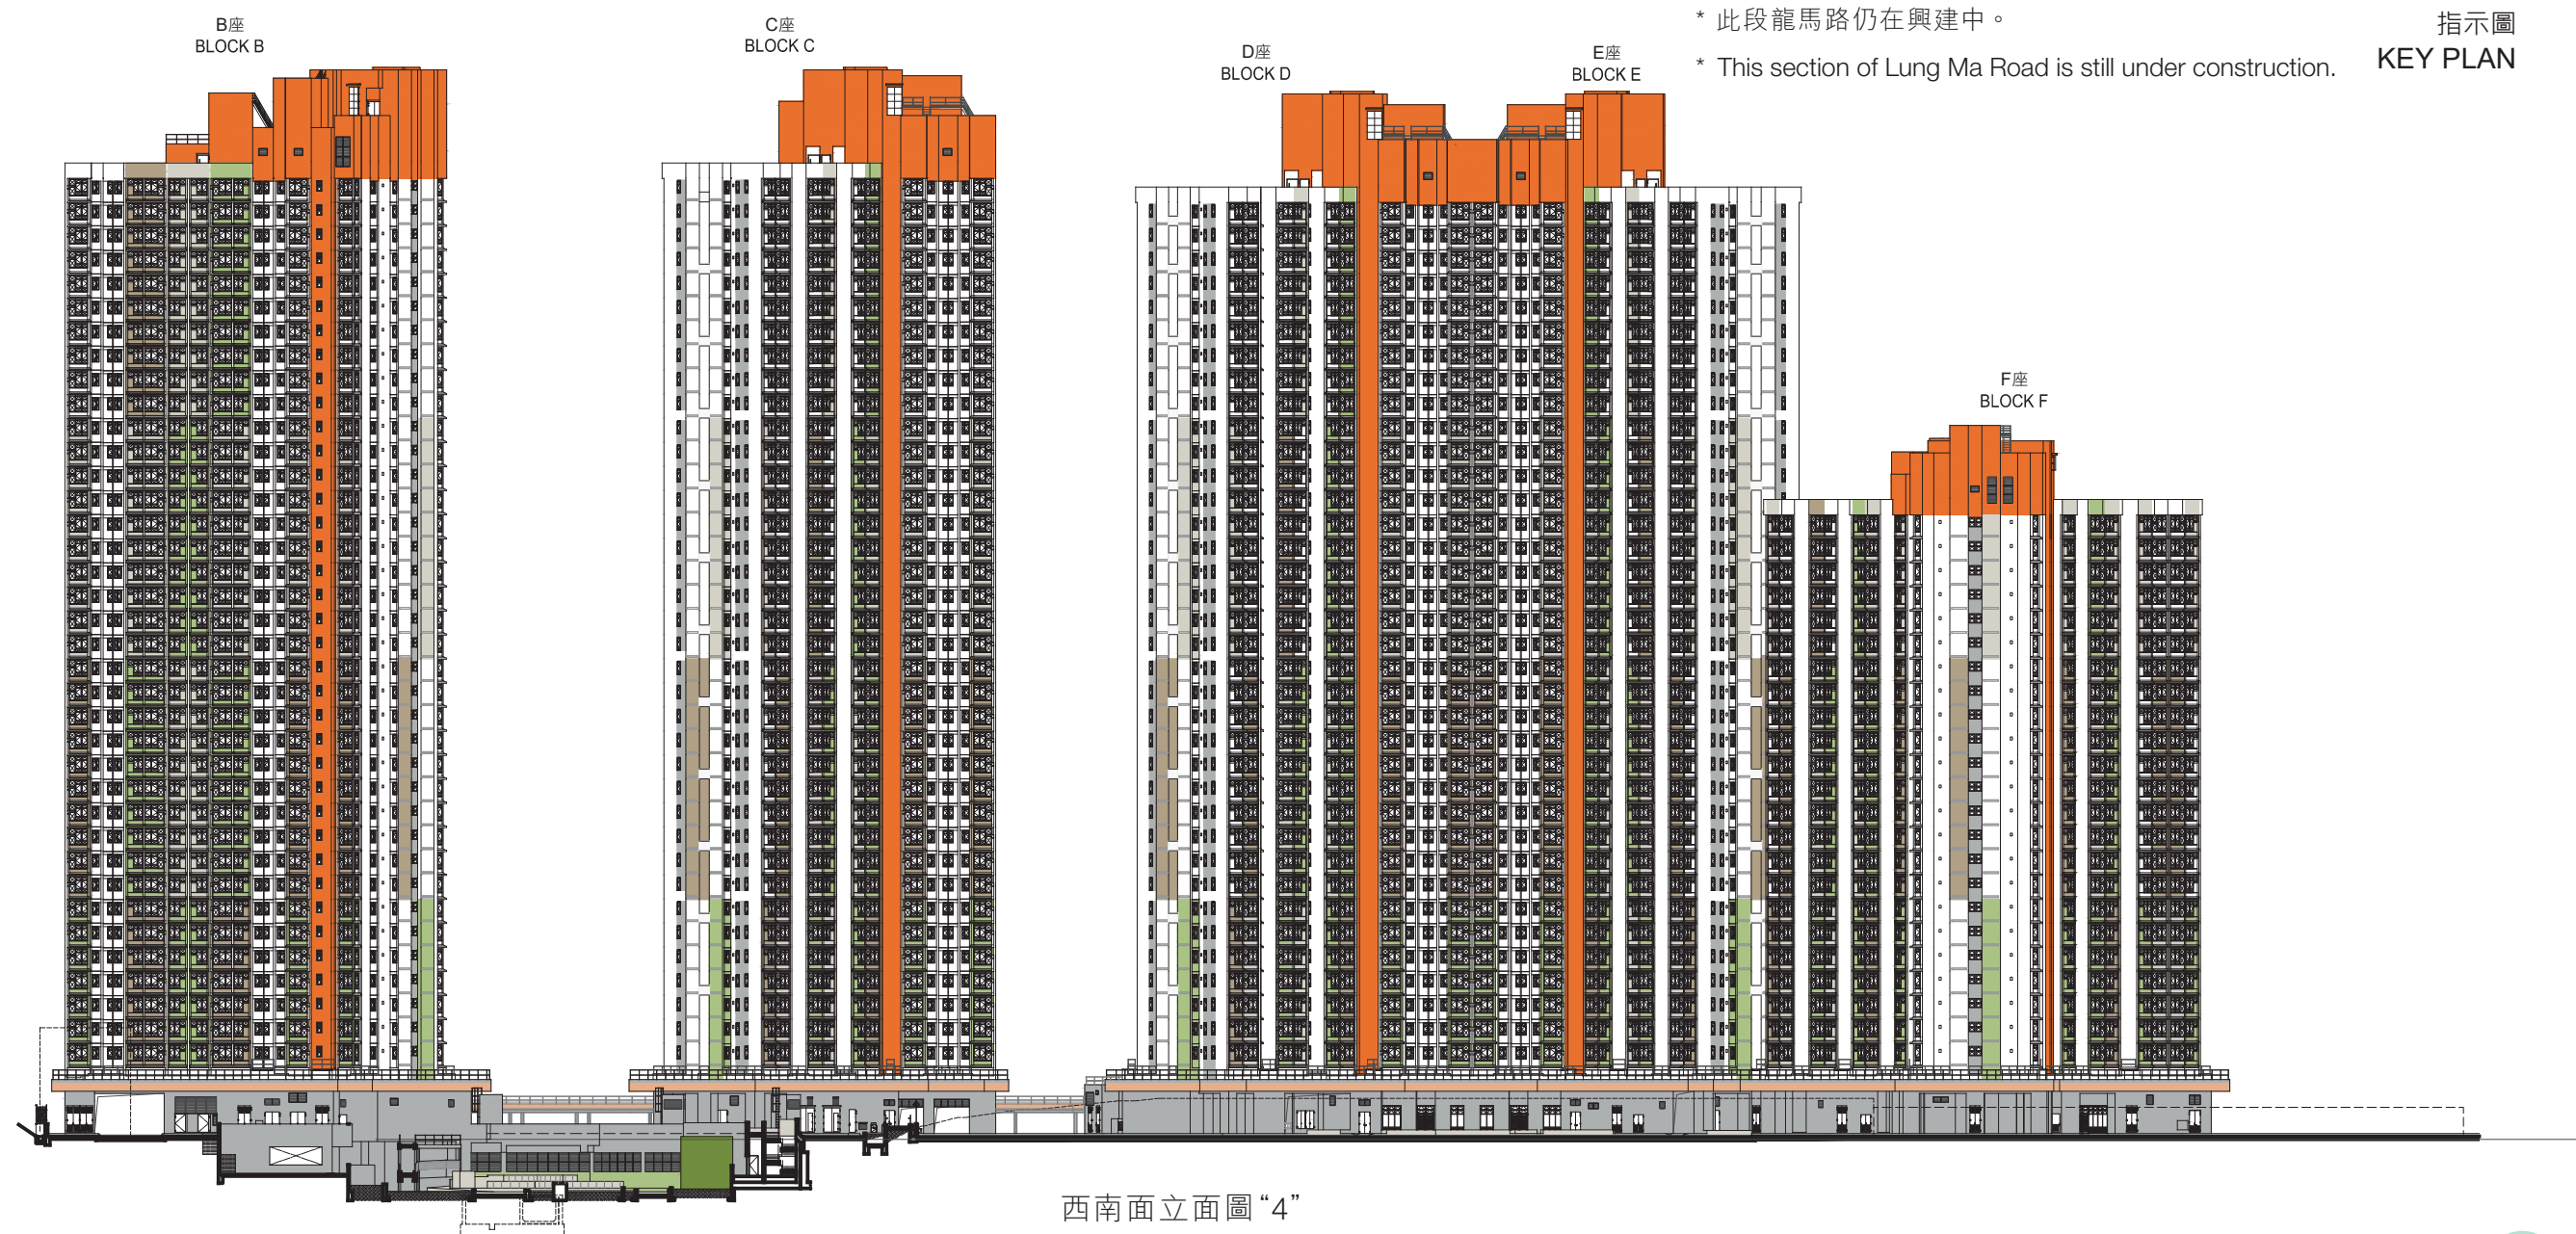 B座
BLOCK B
C座
BLOCK C
D座
BLOCK D
E座
BLOCK E
* 此段龍馬路仍在興建中。
* This section of Lung Ma Road is still under construction.
指示圖
KEY PLAN
F座
BLOCK F
西南面立面圖“4”